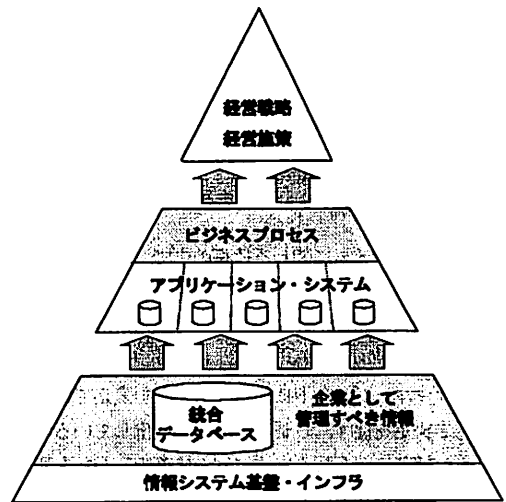 経営戦略
経営施策
ビジネスプロセス
アプリケーション・システム
統合
データベース
企業として
管理すべき情報
情報システム基盤・インフラ